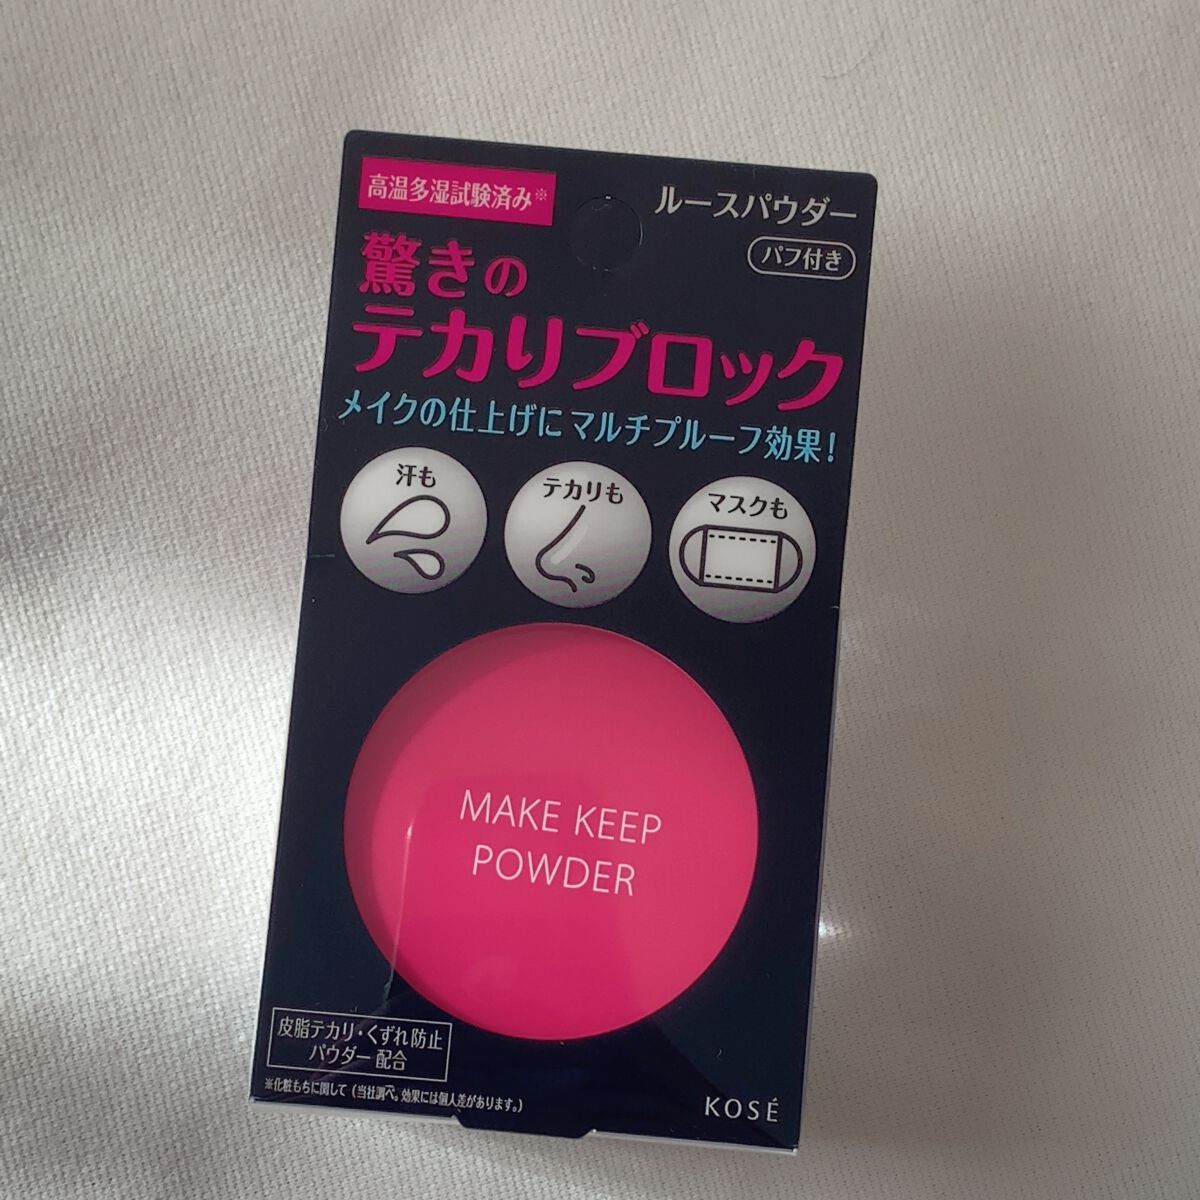 高温多湿試験済み※
ルースパウダー
パフ付き
驚きの
テカリブロック
メイクの仕上げにマルチプルーフ効果!
汗も
テカリも
マスクも
MAKE KEEP
POWDER
皮脂テカリ・くずれ防止
パウダー配合
※化粧もちに関して(当社調べ。効果には個人差があります。)
KOSÉ